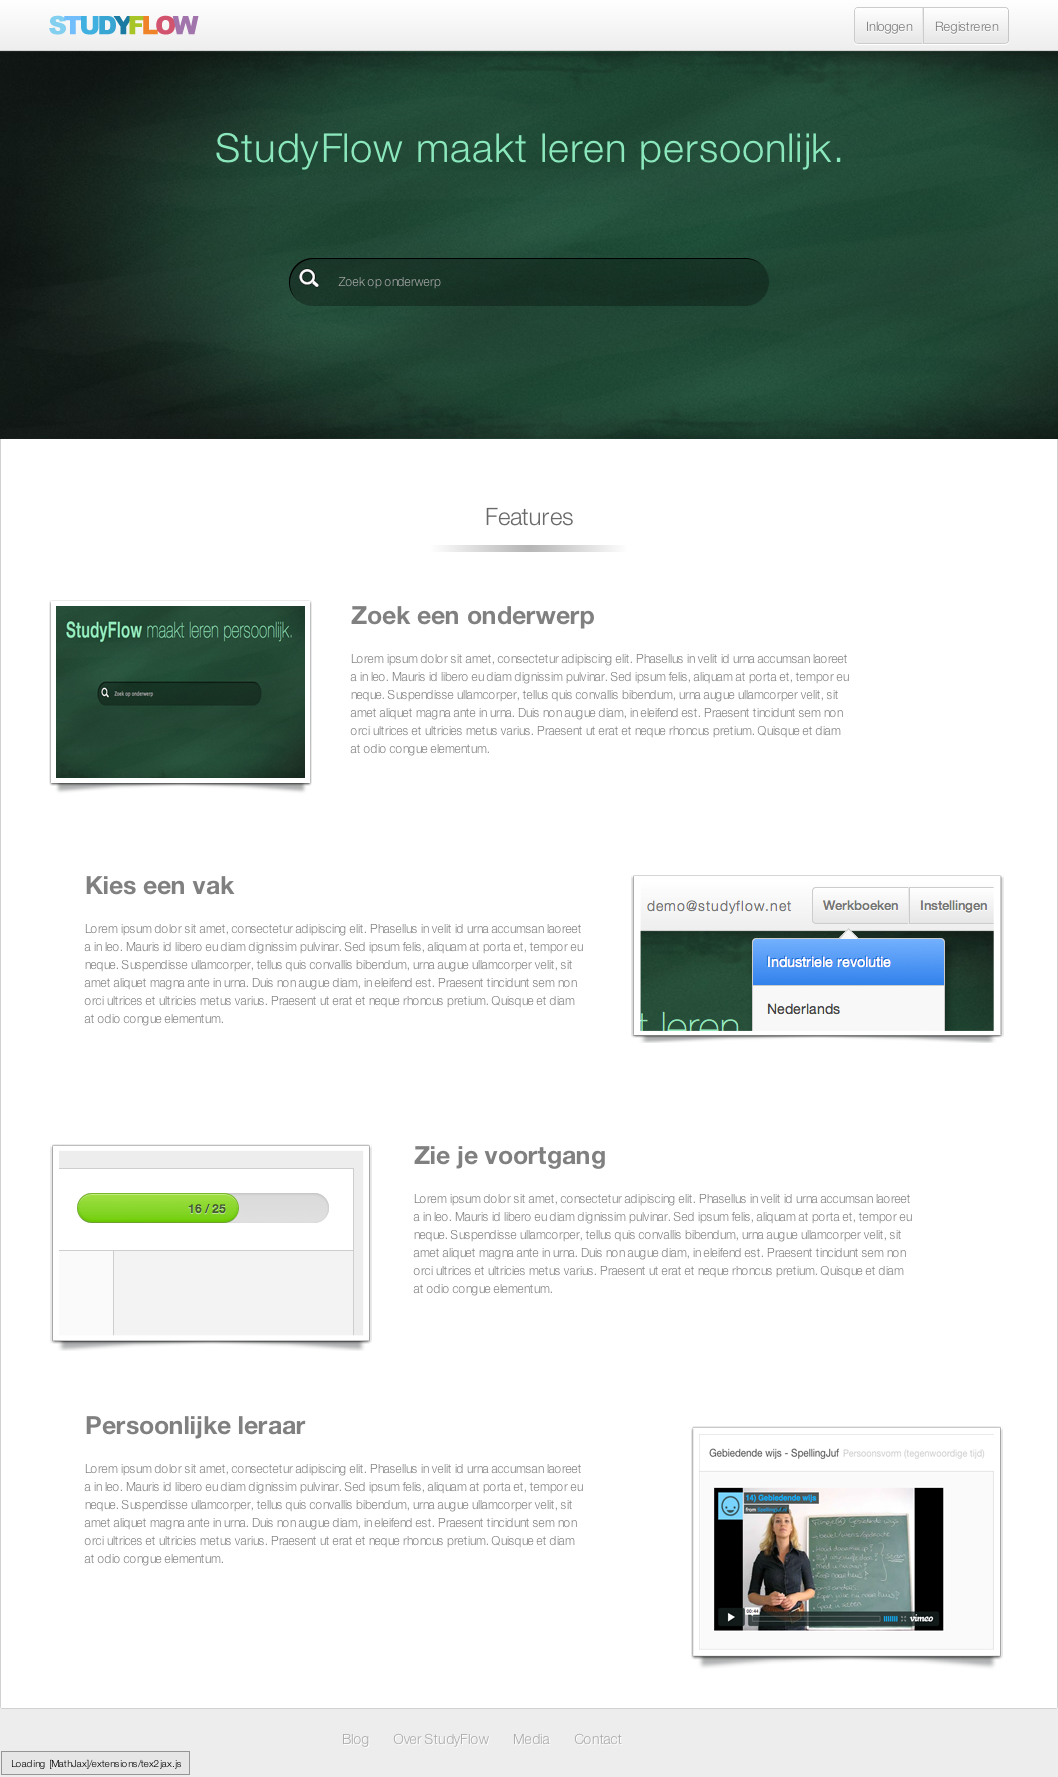 STUDYFLOW
Inloggen
Registreren
StudyFlow maakt leren persoonlijk.
Zoek op onderwerp
Features
StudyFlow maakt leren persoonlijk.
Zoek op onderwerp
Zoek een onderwerp
Lorem ipsum dolor sit amet, consectetur adipiscing elit. Phasellus in velit id urna accumsan laoreet
a in leo. Mauris id libero eu diam dignissim pulvinar. Sed ipsum felis, aliquam at porta et, tempor eu
neque. Suspendisse ullamcorper, tellus quis convallis bibendum, urna augue ullamcorper velit, sit
amet aliquet magna ante in urna. Duis non augue diam, in eleifend est. Praesent tincidunt sem non
orci ultrices et ultricies metus varius. Praesent ut erat et neque rhoncus pretium. Quisque et diam
at odio congue elementum.
Kies een vak
Lorem ipsum dolor sit amet, consectetur adipiscing elit. Phasellus in velit id urna accumsan laoreet
a in leo. Mauris id libero eu diam dignissim pulvinar. Sed ipsum felis, aliquam at porta et, tempor eu
neque. Suspendisse ullamcorper, tellus quis convallis bibendum, urna augue ullamcorper velit, sit
amet aliquet magna ante in urna. Duis non augue diam, in eleifend est. Praesent tincidunt sem non
orci ultrices et ultricies metus varius. Praesent ut erat et neque rhoncus pretium. Quisque et diam
at odio congue elementum.
demo@studyflow.net
Werkboeken
Instellingen
Industriele revolutie
Nederlands
t leren
16 / 25
Zie je voortgang
Lorem ipsum dolor sit amet, consectetur adipiscing elit. Phasellus in velit id urna accumsan laoreet
a in leo. Mauris id libero eu diam dignissim pulvinar. Sed ipsum felis, aliquam at porta et, tempor eu
neque. Suspendisse ullamcorper, tellus quis convallis bibendum, urna augue ullamcorper velit, sit
amet aliquet magna ante in urna. Duis non augue diam, in eleifend est. Praesent tincidunt sem non
orci ultrices et ultricies metus varius. Praesent ut erat et neque rhoncus pretium. Quisque et diam
at odio congue elementum.
Persoonlijke leraar
Lorem ipsum dolor sit amet, consectetur adipiscing elit. Phasellus in velit id urna accumsan laoreet
a in leo. Mauris id libero eu diam dignissim pulvinar. Sed ipsum felis, aliquam at porta et, tempor eu
neque. Suspendisse ullamcorper, tellus quis convallis bibendum, urna augue ullamcorper velit, sit
amet aliquet magna ante in urna. Duis non augue diam, in eleifend est. Praesent tincidunt sem non
orci ultrices et ultricies metus varius. Praesent ut erat et neque rhoncus pretium. Quisque et diam
at odio congue elementum.
Gebiedende wijs - SpellingJuf Persoonsvorm (tegenwoordige tijd)
14) Gebiedende wijs
from SpellingJuf
00:44
vimeo
Blog
Over StudyFlow
Media
Contact
Loading [MathJax]/extensions/tex2jax.js